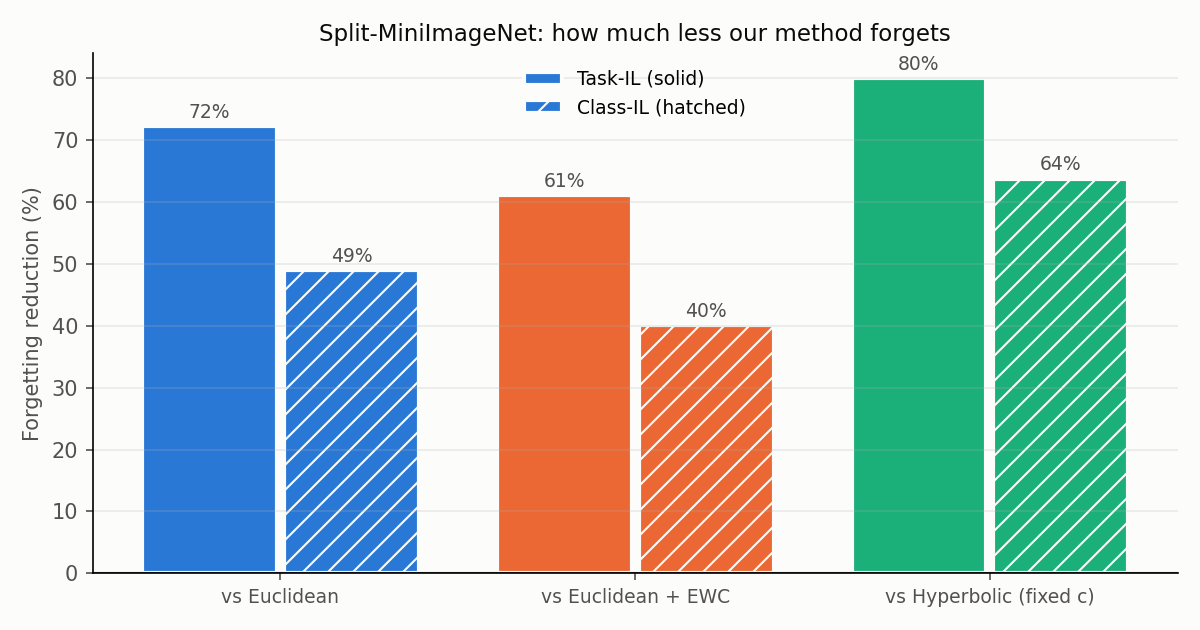 Split-MiniImageNet: how much less our method forgets
Task-IL (solid)
Class-IL (hatched)
Forgetting reduction (%)
80
70
60
50
40
30
20
10
0
72%
49%
61%
40%
80%
64%
vs Euclidean
vs Euclidean + EWC
vs Hyperbolic (fixed c)